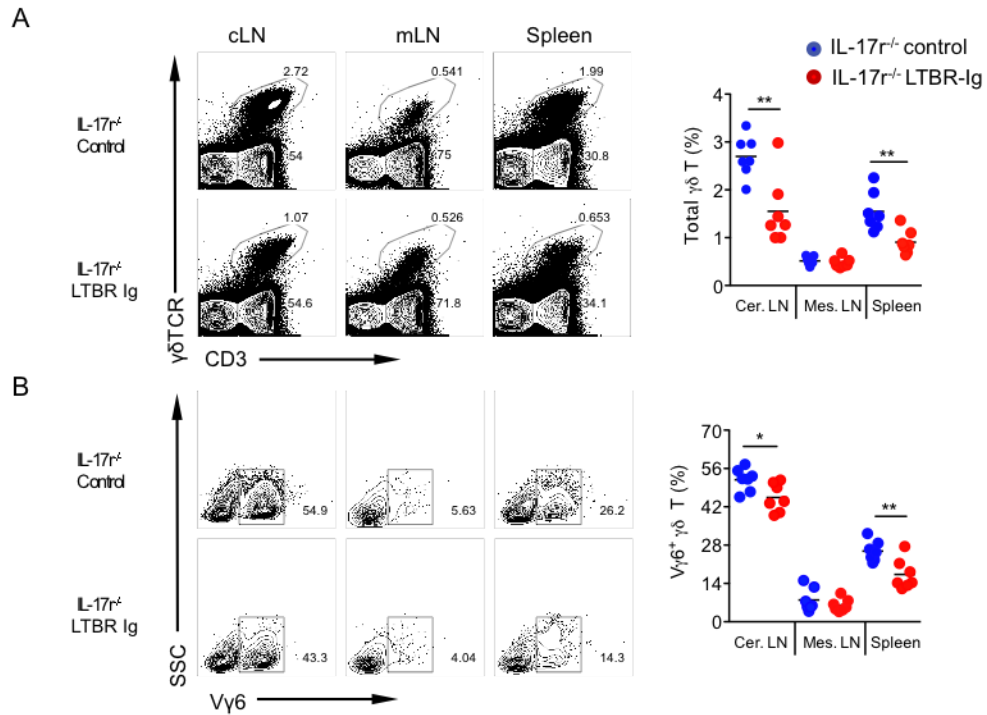 A
cLN
mLN
Spleen
IL-17r-/- control
IL-17r-/- LTBR-Ig
IL-17r-/-
Control
2.72
54
0.541
75
1.99
30.8
IL-17r-/-
LTBR Ig
1.07
54.6
0.526
71.8
0.653
34.1
γδTCR
CD3
Total γδ T (%)
4
3
2
1
0
**
**
Cer. LN
Mes. LN
Spleen
B
IL-17r-/-
Control
54.9
5.63
26.2
IL-17r-/-
LTBR Ig
43.3
4.04
14.3
SSC
Vγ6
Vγ6+ γδ T (%)
70
56
42
28
14
0
*
**
Cer. LN
Mes. LN
Spleen